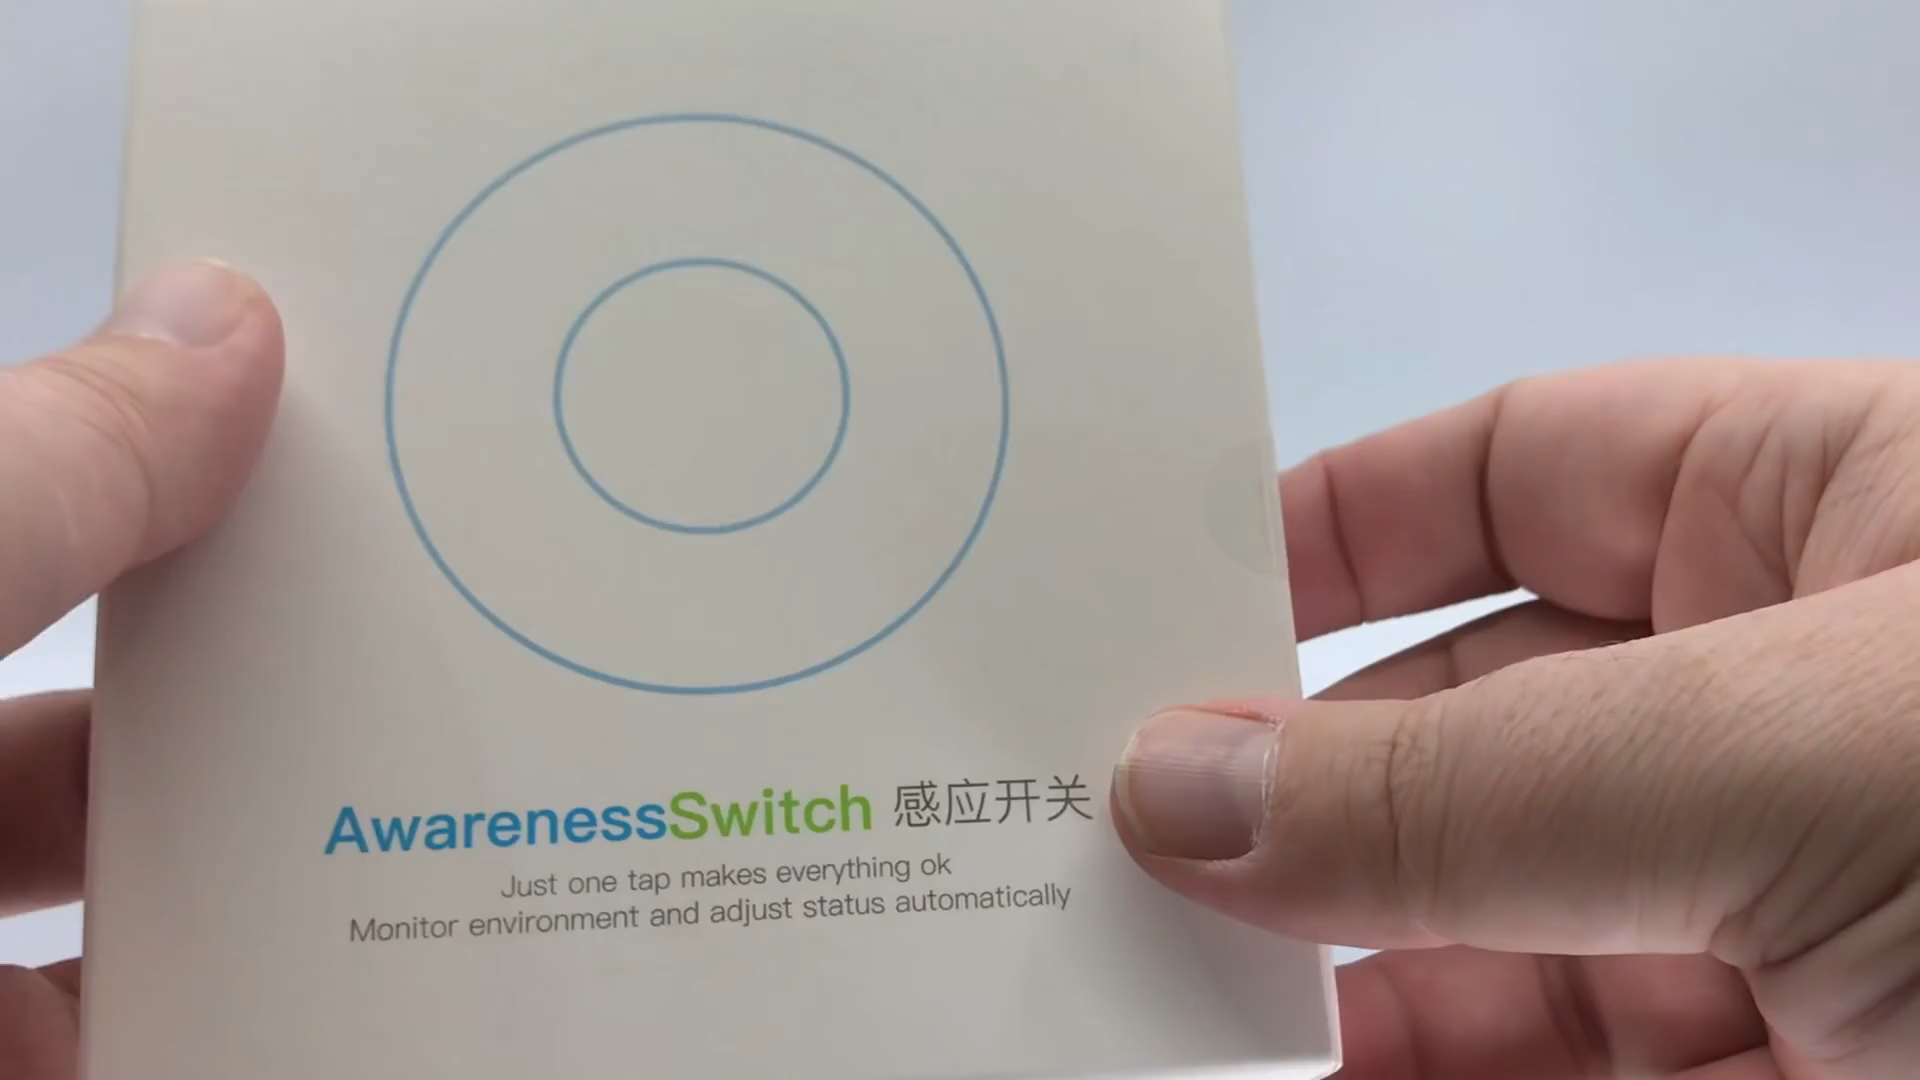 AwarenessSwitch 感应开关
Just one tap makes everything ok
Monitor environment and adjust status automatically